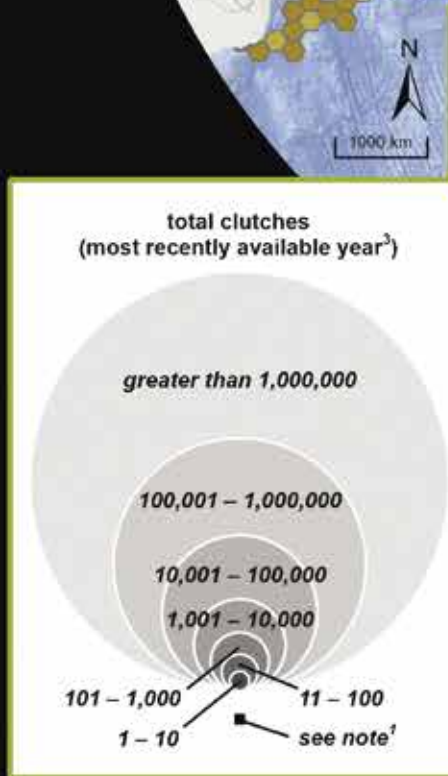 N
1000 km
total clutches
(most recently available year³)
greater than 1,000,000
100,001 – 1,000,000
10,001 – 100,000
1,001 – 10,000
101 – 1,000
11 – 100
1 – 10
see note¹